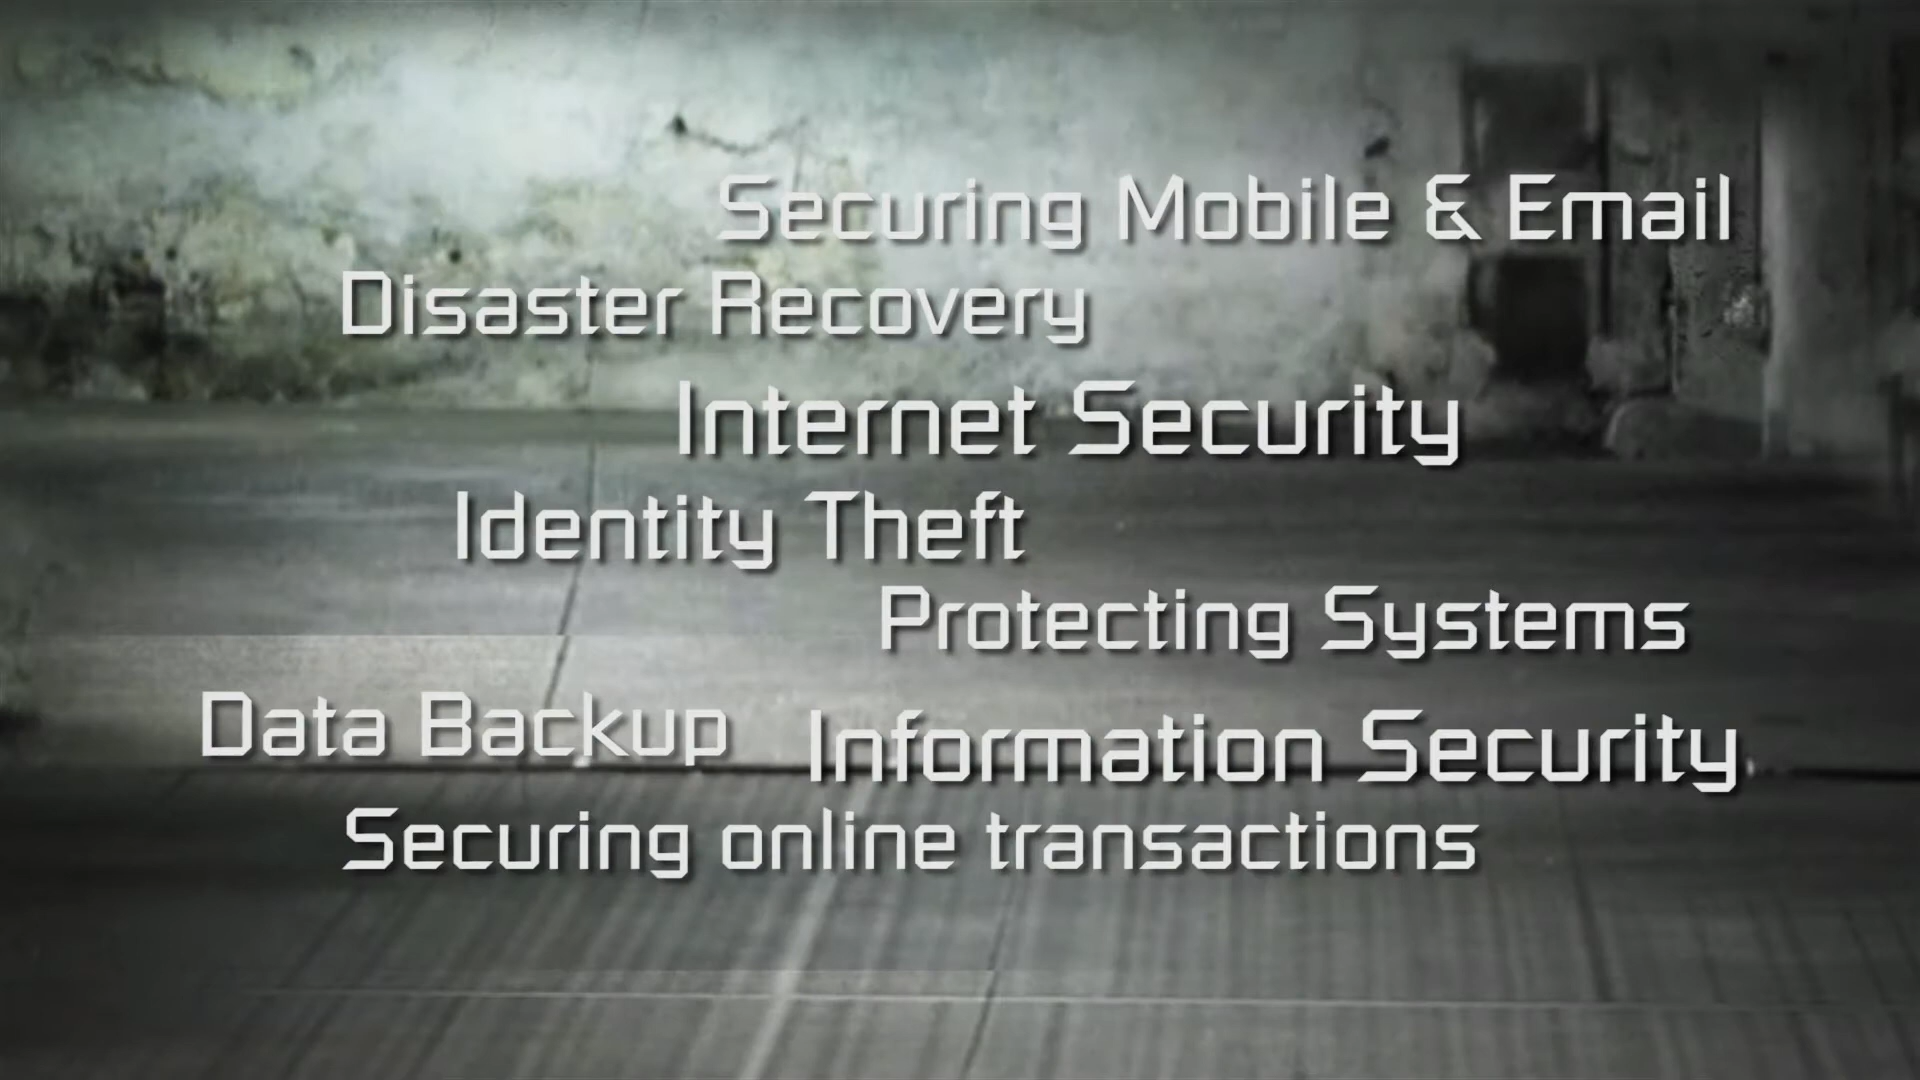 Securing Mobile & Email
Disaster Recovery
Internet Security
Identity Theft
Protecting Systems
Data Backup
Information Security
Securing online transactions